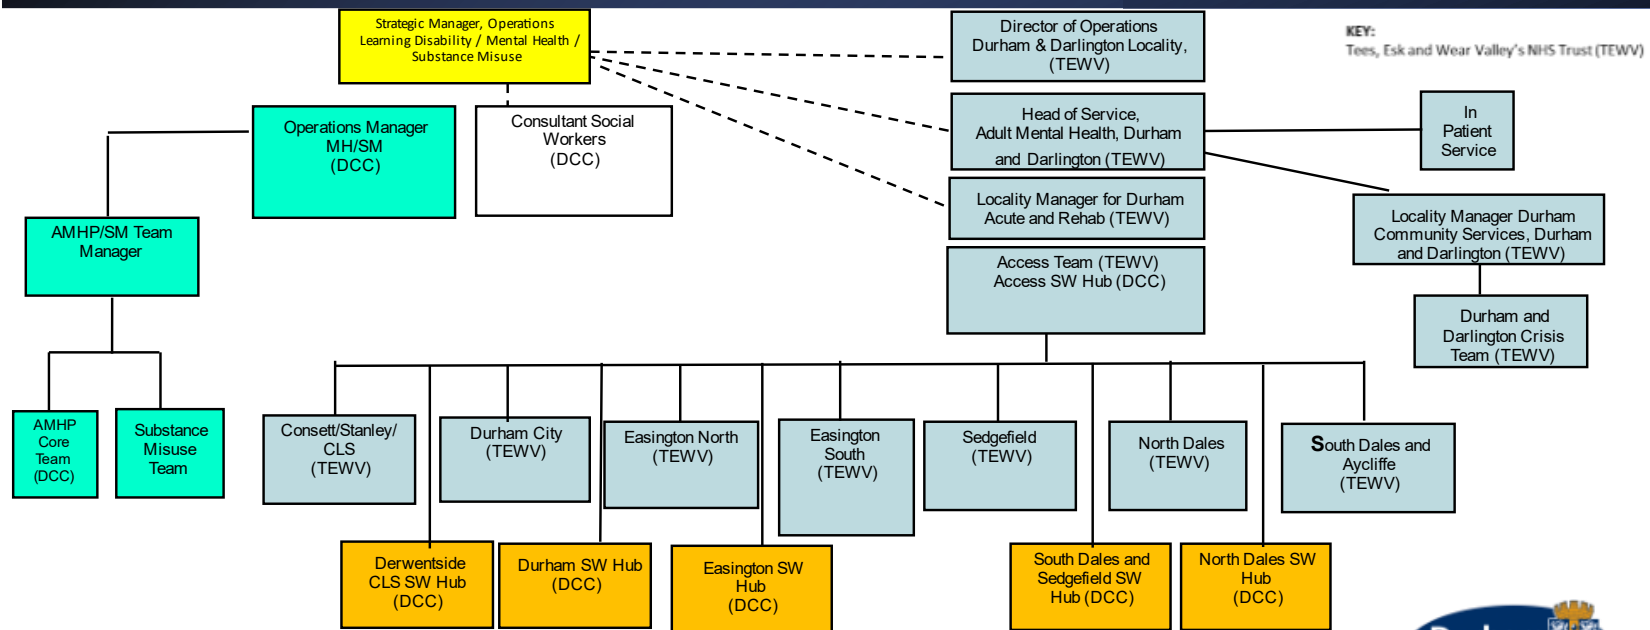 Strategic Manager, Operations
Learning Disability / Mental Health /
Substance Misuse
Director of Operations
Durham & Darlington Locality,
(TEWV)
KEY:
Tees, Esk and Wear Valley's NHS Trust (TEWV)
Operations Manager
MH/SM
(DCC)
Consultant Social
Workers
(DCC)
Head of Service,
Adult Mental Health, Durham
and Darlington (TEWV)
In
Patient
Service
Locality Manager for Durham
Acute and Rehab (TEWV)
Locality Manager Durham
Community Services, Durham
and Darlington (TEWV)
AMHP/SM Team
Manager
Access Team (TEWV)
Access SW Hub (DCC)
Durham and
Darlington Crisis
Team (TEWV)
AMHP
Core
Team
(DCC)
Substance
Misuse
Team
Consett/Stanley/
CLS
(TEWV)
Durham City
(TEWV)
Easington North
(TEWV)
Easington
South
(TEWV)
Sedgefield
(TEWV)
North Dales
(TEWV)
South Dales and
Aycliffe
(TEWV)
Derwentside
CLS SW Hub
(DCC)
Durham SW Hub
(DCC)
Easington SW
Hub
(DCC)
South Dales and
Sedgefield SW
Hub (DCC)
North Dales SW
Hub
(DCC)